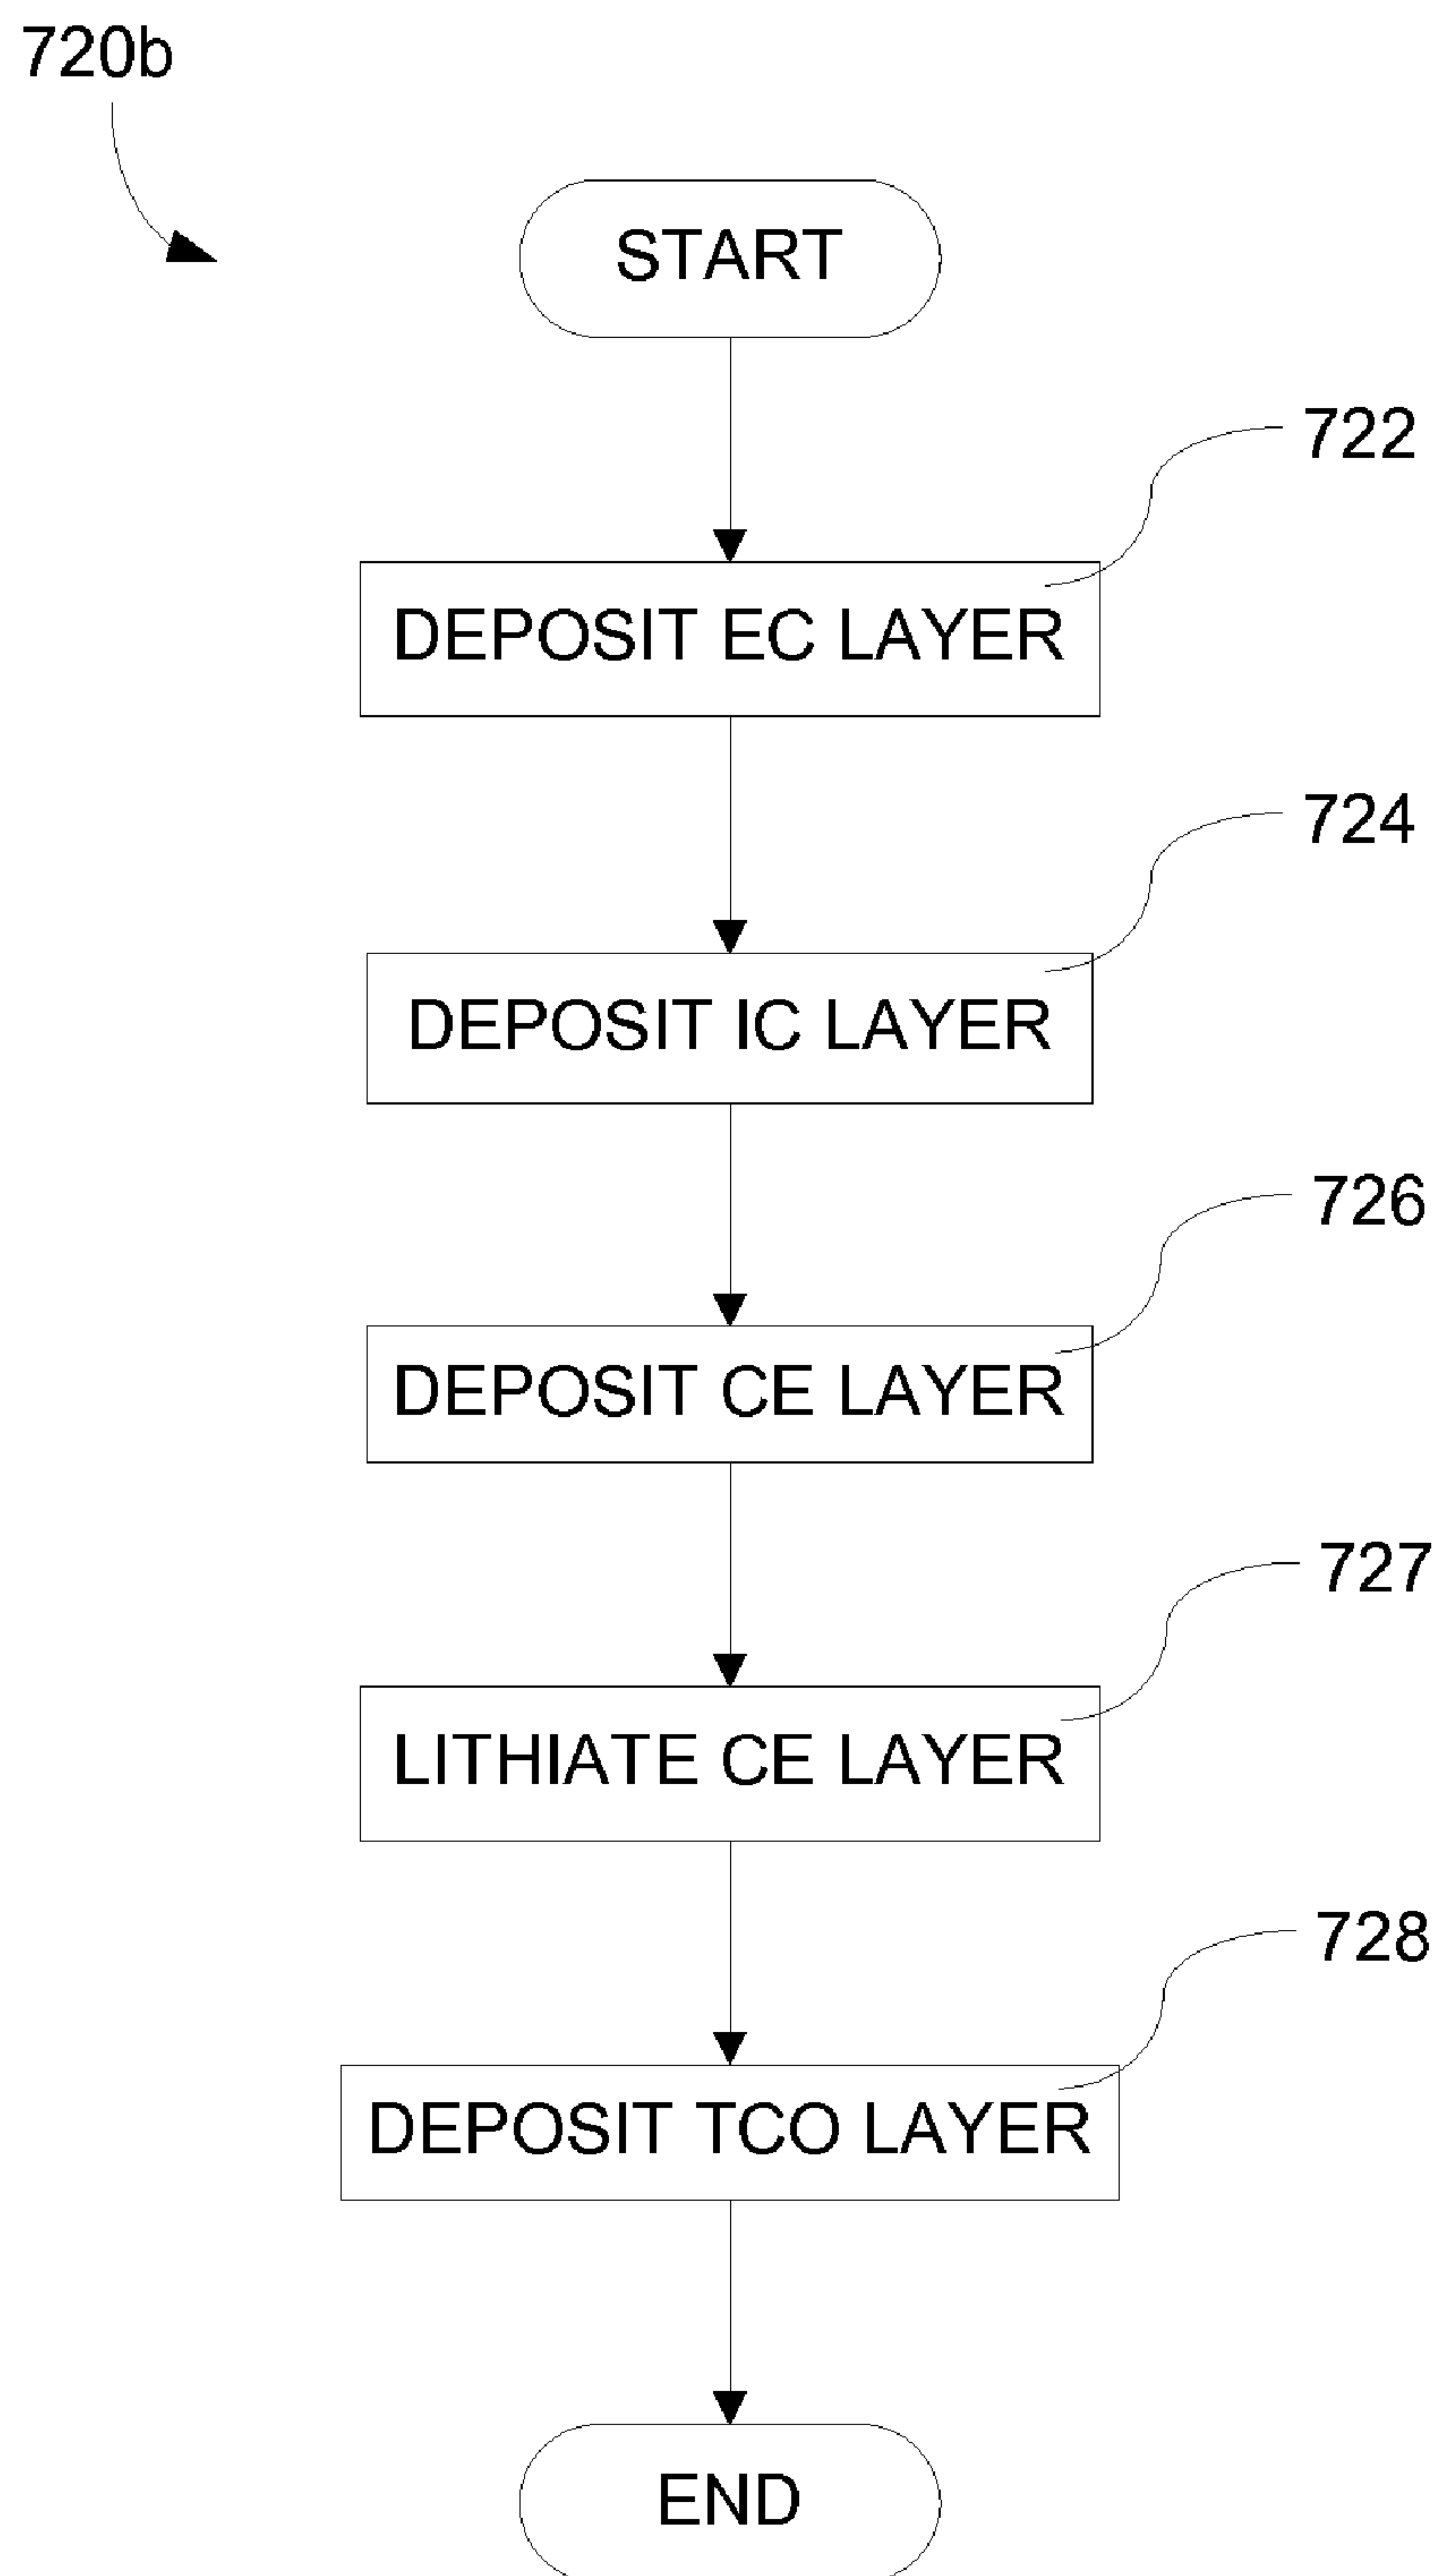 720b
START
722
DEPOSIT EC LAYER
724
DEPOSIT IC LAYER
726
DEPOSIT CE LAYER
727
LITHIATE CE LAYER
728
DEPOSIT TCO LAYER
END